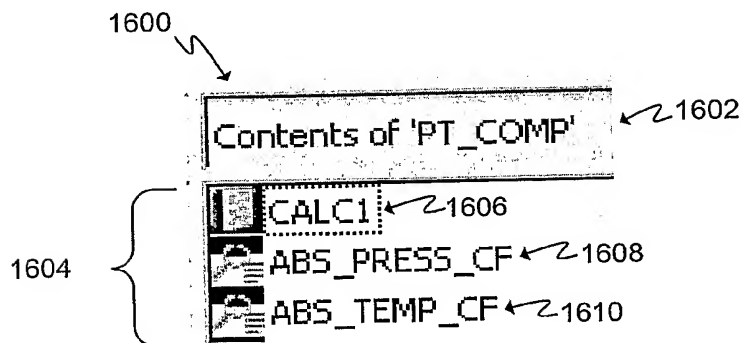 1600
Contents of 'PT_COMP'
1602
CALC1
1606
1604
ABS_PRESS_CF
1608
ABS_TEMP_CF
1610